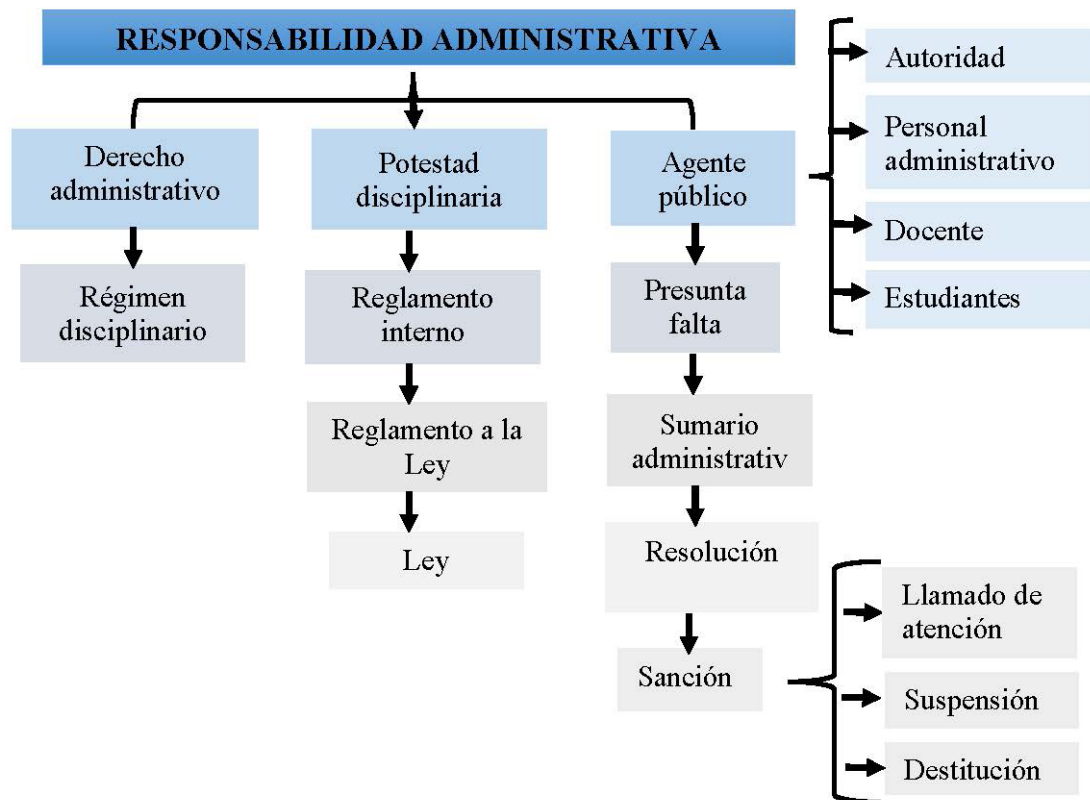 RESPONSABILIDAD ADMINISTRATIVA
Derecho
administrativo
Régimen
disciplinario
Potestad
disciplinaria
Reglamento
interno
Reglamento a la
Ley
Ley
Agente
público
Presunta
falta
Sumario
administrativ
Resolución
Sanción
Autoridad
Personal
administrativo
Docente
Estudiantes
Llamado de
atención
Suspensión
Destitución